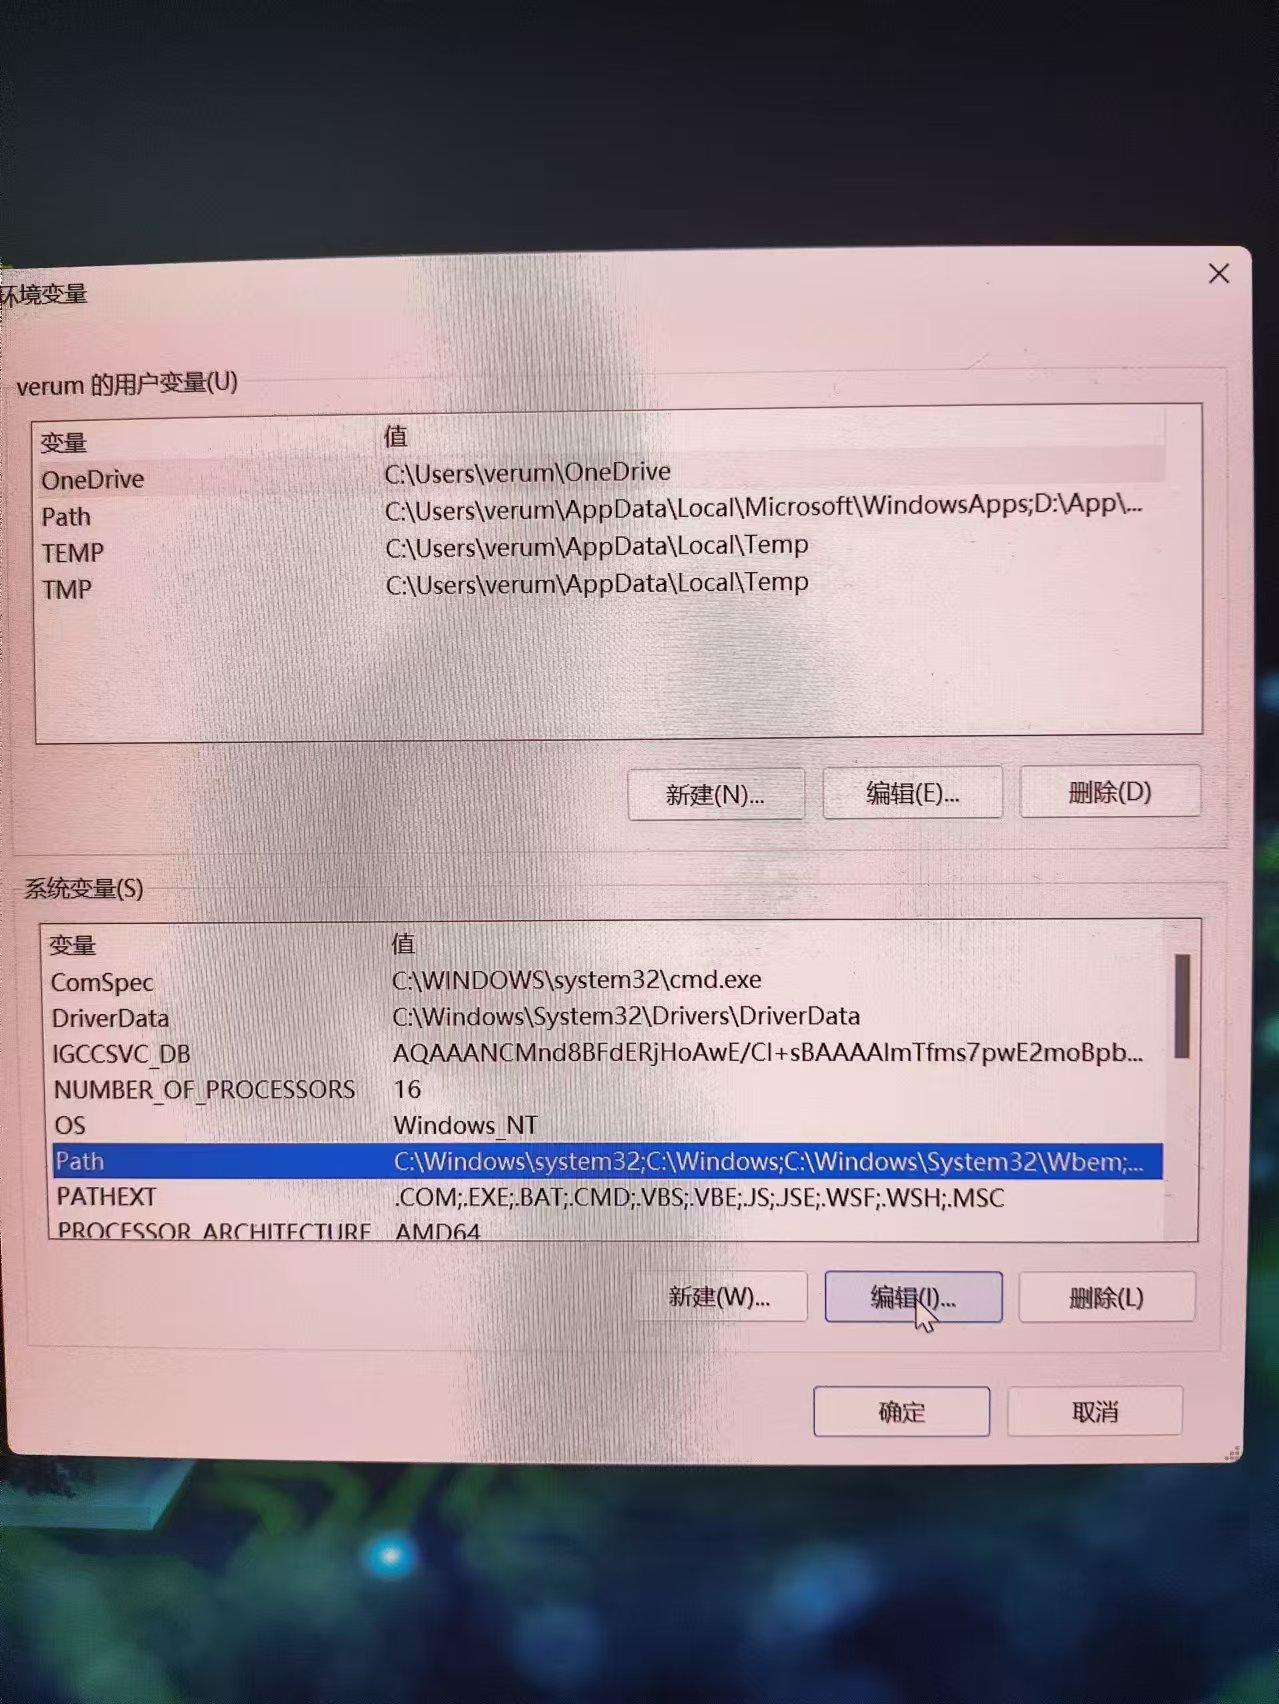 环境变量
verum 的用户变量(U)
变量 值
OneDrive C:\Users\verum\OneDrive
Path C:\Users\verum\AppData\Local\Microsoft\WindowsApps;D:\App\...
TEMP C:\Users\verum\AppData\Local\Temp
TMP C:\Users\verum\AppData\Local\Temp
新建(N)... 编辑(E)... 删除(D)
系统变量(S)
变量 值
ComSpec C:\WINDOWS\system32\cmd.exe
DriverData C:\Windows\System32\Drivers\DriverData
IGCCSVC_DB AQAAANCMnd8BFdERjHoAwE/Cl+sBAAAAImTfms7pwE2moBpb...
NUMBER_OF_PROCESSORS 16
OS Windows_NT
Path C:\Windows\system32;C:\Windows;C:\Windows\System32\Wbem;...
PATHEXT .COM;.EXE;.BAT;.CMD;.VBS;.VBE;.JS;.JSE;.WSF;.WSH;.MSC
PROCESSOR_ARCHITECTURE AMD64
新建(W)... 编辑(I)... 删除(L)
确定 取消